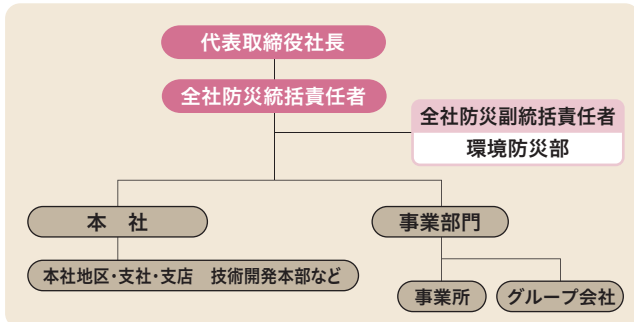 代表取締役社長
全社防災統括責任者
全社防災副統括責任者
環境防災部
本　社
事業部門
本社地区・支社・支店　技術開発本部など
事業所
グループ会社